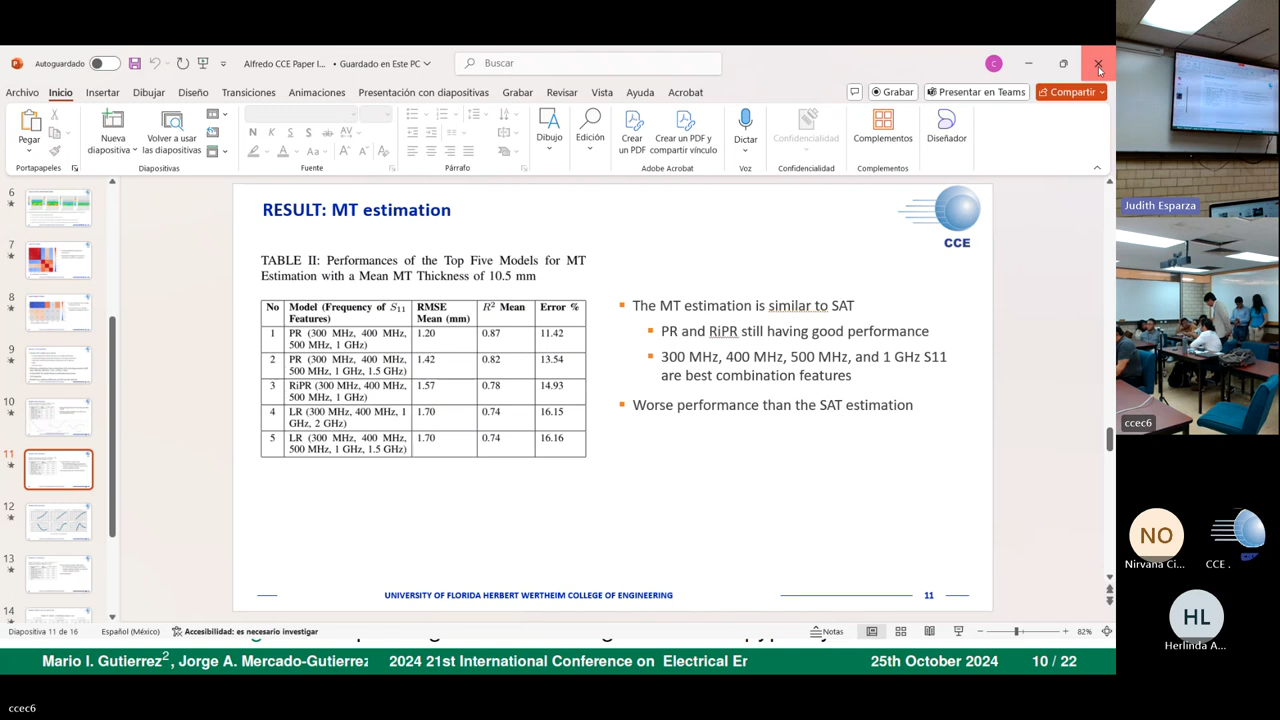 Autoguardado
Alfredo CCE Paper I... • Guardado en Este PC
Buscar
C
Archivo Inicio Insertar Dibujar Diseño Transiciones Animaciones Presentación con diapositivas Grabar Revisar Vista Ayuda Acrobat
Grabar
Presentar en Teams
Compartir
Pegar
Nueva diapositiva
Volver a usar las diapositivas
N K S S ab AV
Aa A A A
Dibujo
Edición
Crear un PDF
Crear un PDF y compartir vínculo
Dictar
Confidencialidad
Complementos
Diseñador
Portapapeles
Diapositivas
Fuente
Párrafo
Adobe Acrobat
Voz
Confidencialidad
Complementos
6
7
8
9
10
11
12
13
14
RESULT: MT estimation
CCE
TABLE II: Performances of the Top Five Models for MT
Estimation with a Mean MT Thickness of 10.5 mm
No Model (Frequency of S11 Features) RMSE Mean (mm) R² Mean Error %
1 PR (300 MHz, 400 MHz, 500 MHz, 1 GHz) 1.20 0.87 11.42
2 PR (300 MHz, 400 MHz, 500 MHz, 1 GHz, 1.5 GHz) 1.42 0.82 13.54
3 RiPR (300 MHz, 400 MHz, 500 MHz, 1 GHz) 1.57 0.78 14.93
4 LR (300 MHz, 400 MHz, 1 GHz, 2 GHz) 1.70 0.74 16.15
5 LR (300 MHz, 400 MHz, 500 MHz, 1 GHz, 1.5 GHz) 1.70 0.74 16.16
The MT estimation is similar to SAT
PR and RiPR still having good performance
300 MHz, 400 MHz, 500 MHz, and 1 GHz S11
are best combination features
Worse performance than the SAT estimation
UNIVERSITY OF FLORIDA HERBERT WERTHEIM COLLEGE OF ENGINEERING
11
Diapositiva 11 de 16
Español (México)
Accesibilidad: es necesario investigar
Notas
82%
Mario I. Gutierrez², Jorge A. Mercado-Gutierrez
2024 21st International Conference on Electrical Er
25th October 2024
10 / 22
ccec6
Judith Esparza
ccec6
NO
Nirvana Ci...
CCE .
HL
Herlinda A...